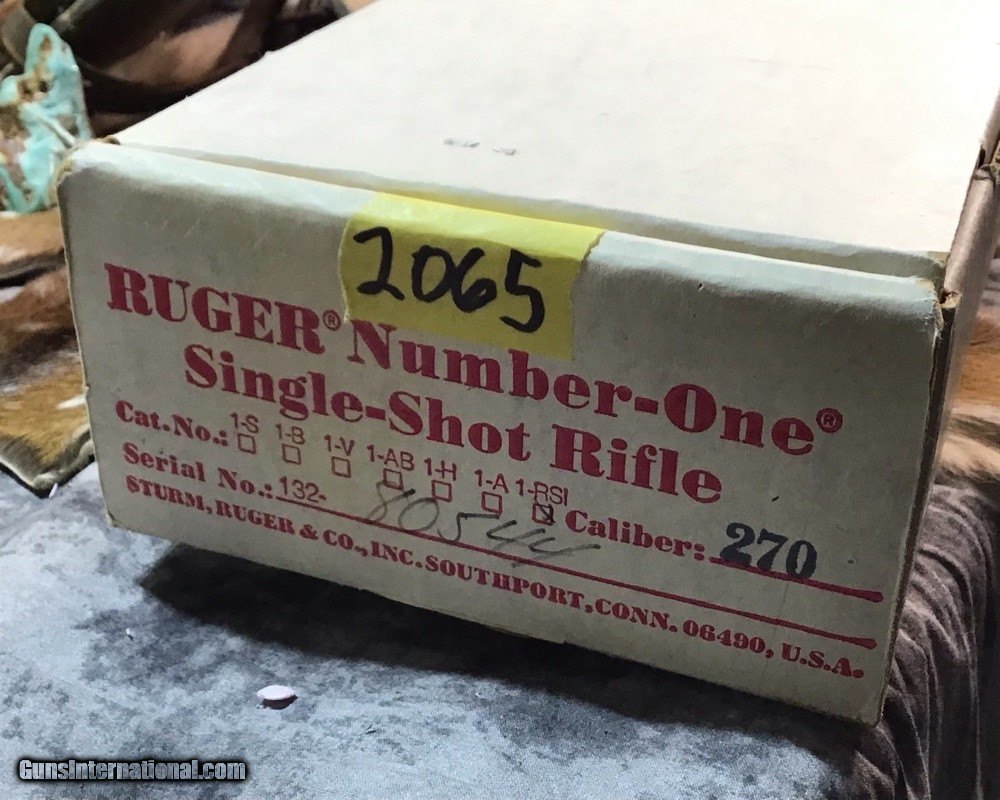 2065
RUGER® Number-One®
Single-Shot Rifle
Cat.No.: 1-S 1-B 1-V 1-AB 1-H 1-A 1-RSI Caliber: 270
Serial No.: 132- 80544
STURM, RUGER & CO., INC. SOUTHPORT, CONN. 06490, U.S.A.
GunsInternational.com